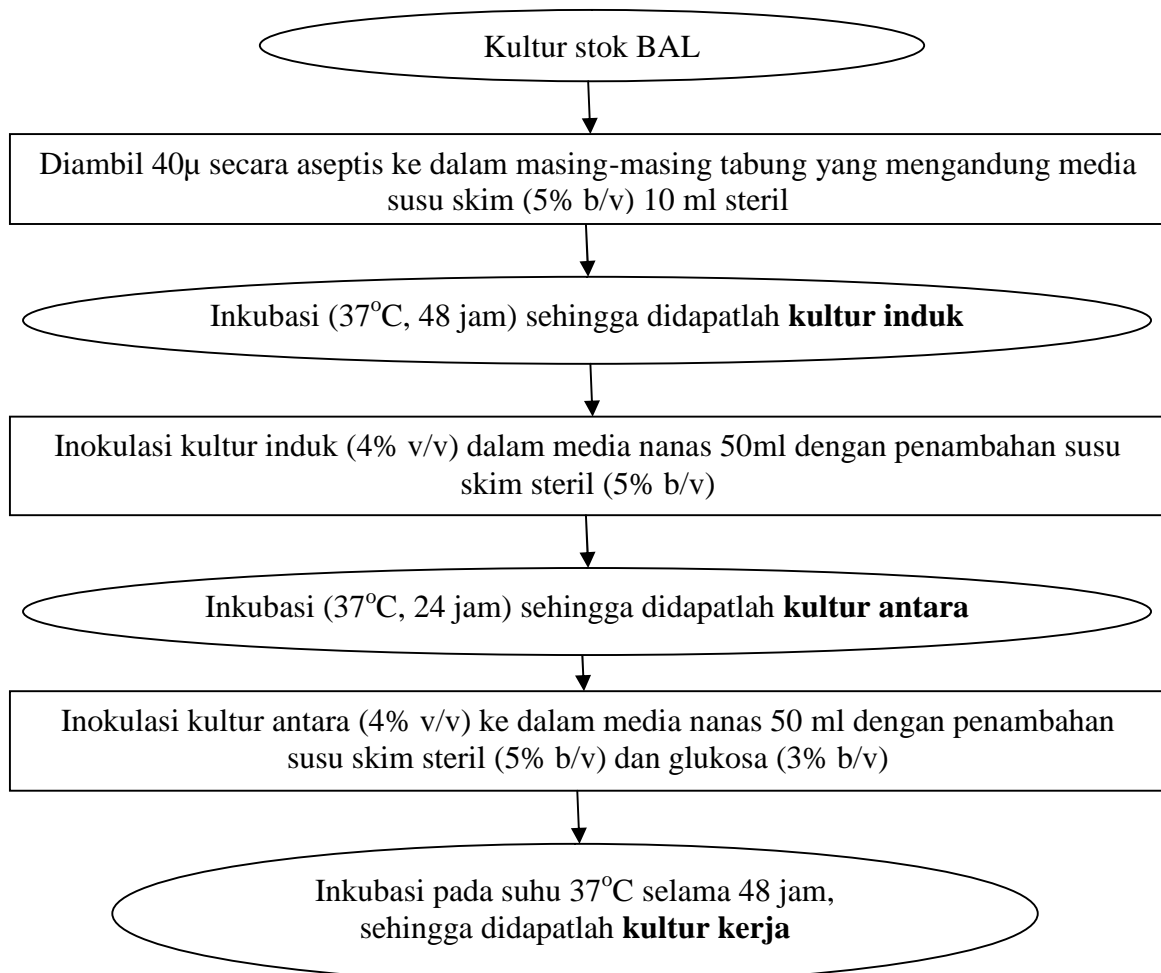 Kultur stok BAL
Diambil 40µ secara aseptis ke dalam masing-masing tabung yang mengandung media
susu skim (5% b/v) 10 ml steril
Inkubasi (37°C, 48 jam) sehingga didapatlah kultur induk
Inokulasi kultur induk (4% v/v) dalam media nanas 50ml dengan penambahan susu
skim steril (5% b/v)
Inkubasi (37°C, 24 jam) sehingga didapatlah kultur antara
Inokulasi kultur antara (4% v/v) ke dalam media nanas 50 ml dengan penambahan
susu skim steril (5% b/v) dan glukosa (3% b/v)
Inkubasi pada suhu 37°C selama 48 jam,
sehingga didapatlah kultur kerja